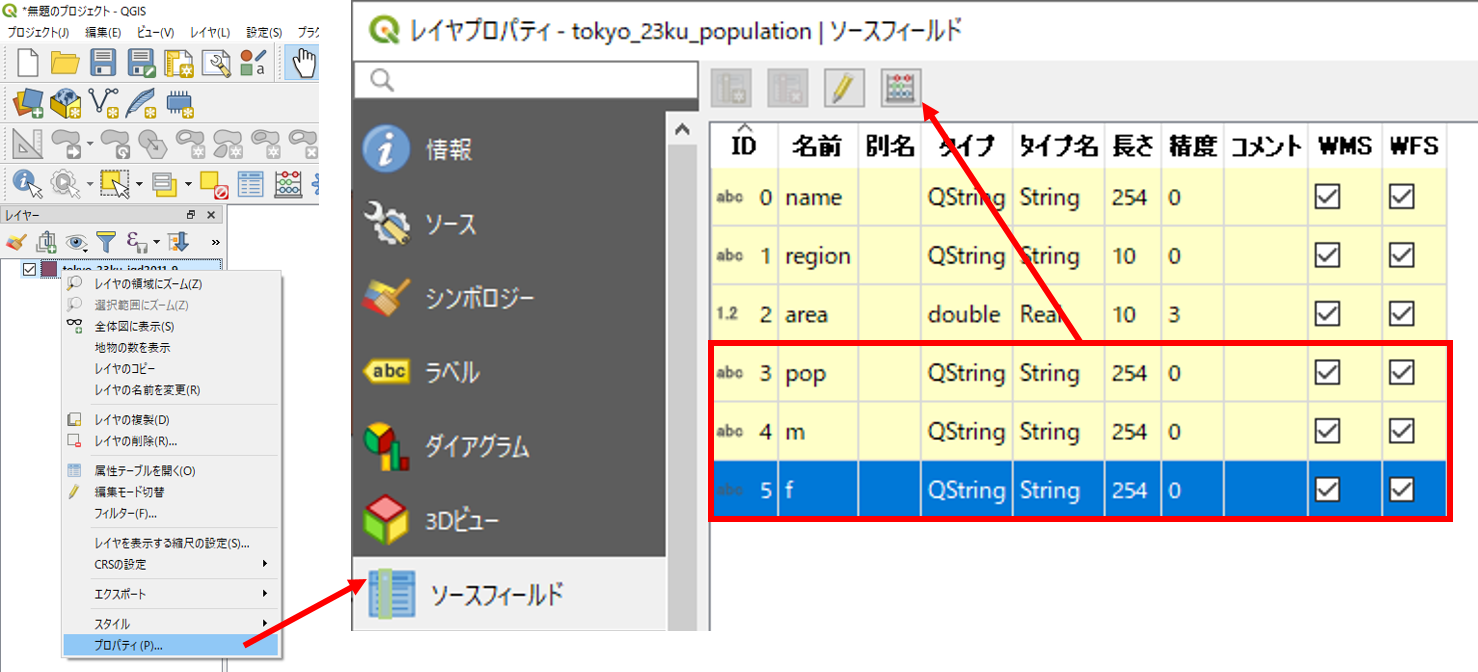 *無題のプロジェクト - QGIS
プロジェクト(J) 編集(E) ビュー(V) レイヤ(L) 設定(S) プラグ
レイヤー
tokyo_23ku_jgd2011_9
レイヤの領域にズーム(Z)
選択範囲にズーム(Z)
全体図に表示(S)
地物の数を表示
レイヤのコピー
レイヤの名前を変更(R)
レイヤの複製(D)
レイヤの削除(R)...
属性テーブルを開く(O)
編集モード切替
フィルター(F)...
レイヤを表示する縮尺の設定(S)...
CRSの設定
エクスポート
スタイル
プロパティ(P)...
レイヤプロパティ - tokyo_23ku_population | ソースフィールド
情報
ソース
シンボロジー
abc ラベル
ダイアグラム
3Dビュー
ソースフィールド
ID 名前 別名 タイプ タイプ名 長さ 精度 コメント WMS WFS
abc 0 name QString String 254 0
abc 1 region QString String 10 0
1.2 2 area double Real 10 3
abc 3 pop QString String 254 0
abc 4 m QString String 254 0
abc 5 f QString String 254 0